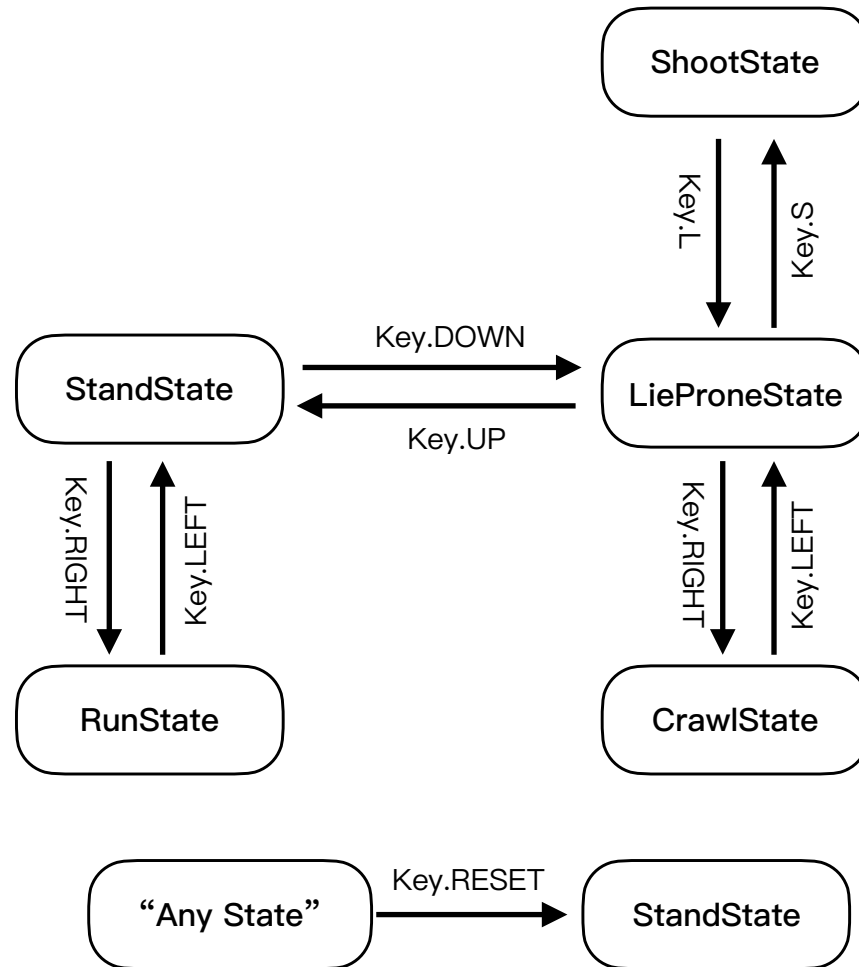 ShootState
Key.L
Key.S
Key.DOWN
StandState
LieProneState
Key.UP
Key.RIGHT
Key.LEFT
Key.RIGHT
Key.LEFT
RunState
CrawlState
Key.RESET
“Any State”
StandState